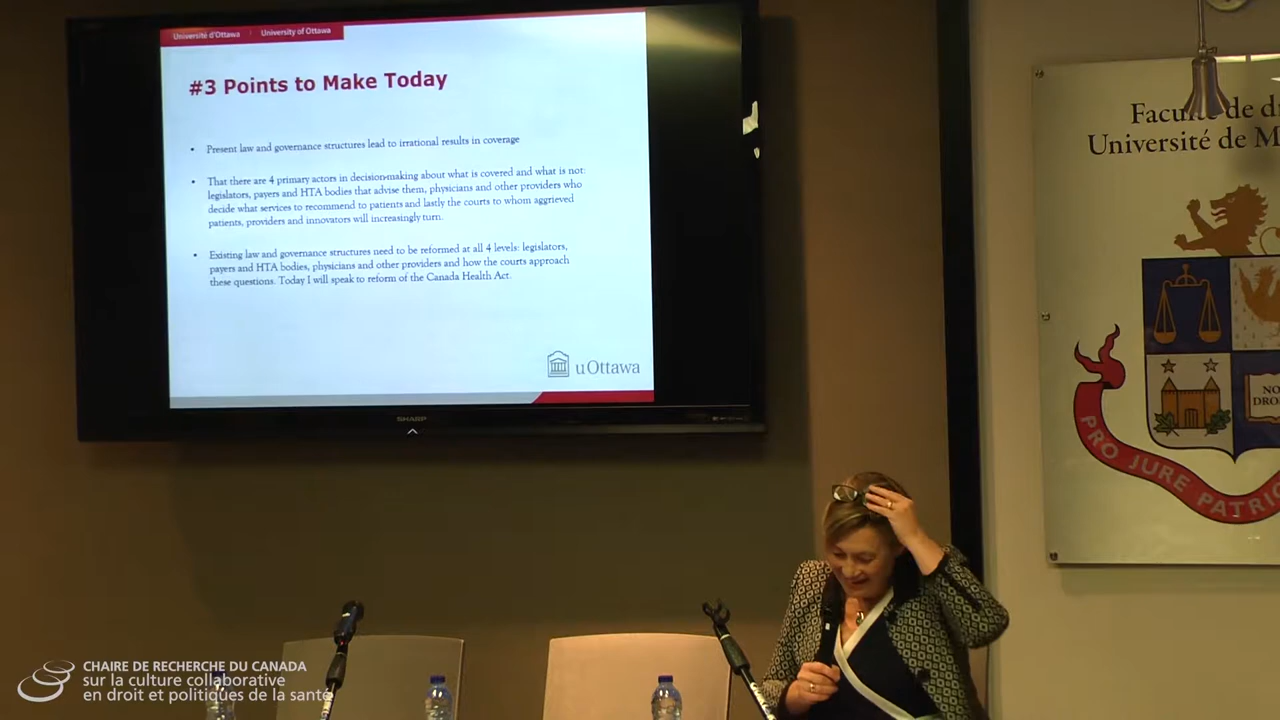 Université d'Ottawa | University of Ottawa
#3 Points to Make Today
• Present law and governance structures lead to irrational results in coverage
• That there are 4 primary actors in decision-making about what is covered and what is not:
legislators, payers and HTA bodies that advise them, physicians and other providers who
decide what services to recommend to patients and lastly the courts to whom aggrieved
patients, providers and innovators will increasingly turn.
• Existing law and governance structures need to be reformed at all 4 levels: legislators,
payers and HTA bodies, physicians and other providers and how the courts approach
these questions. Today I will speak to reform of the Canada Health Act.
uOttawa
SHARP
Faculté de d
Université de M
NO
DRO
PRO JURE PATRI
CHAIRE DE RECHERCHE DU CANADA
sur la culture collaborative
en droit et politiques de la santé